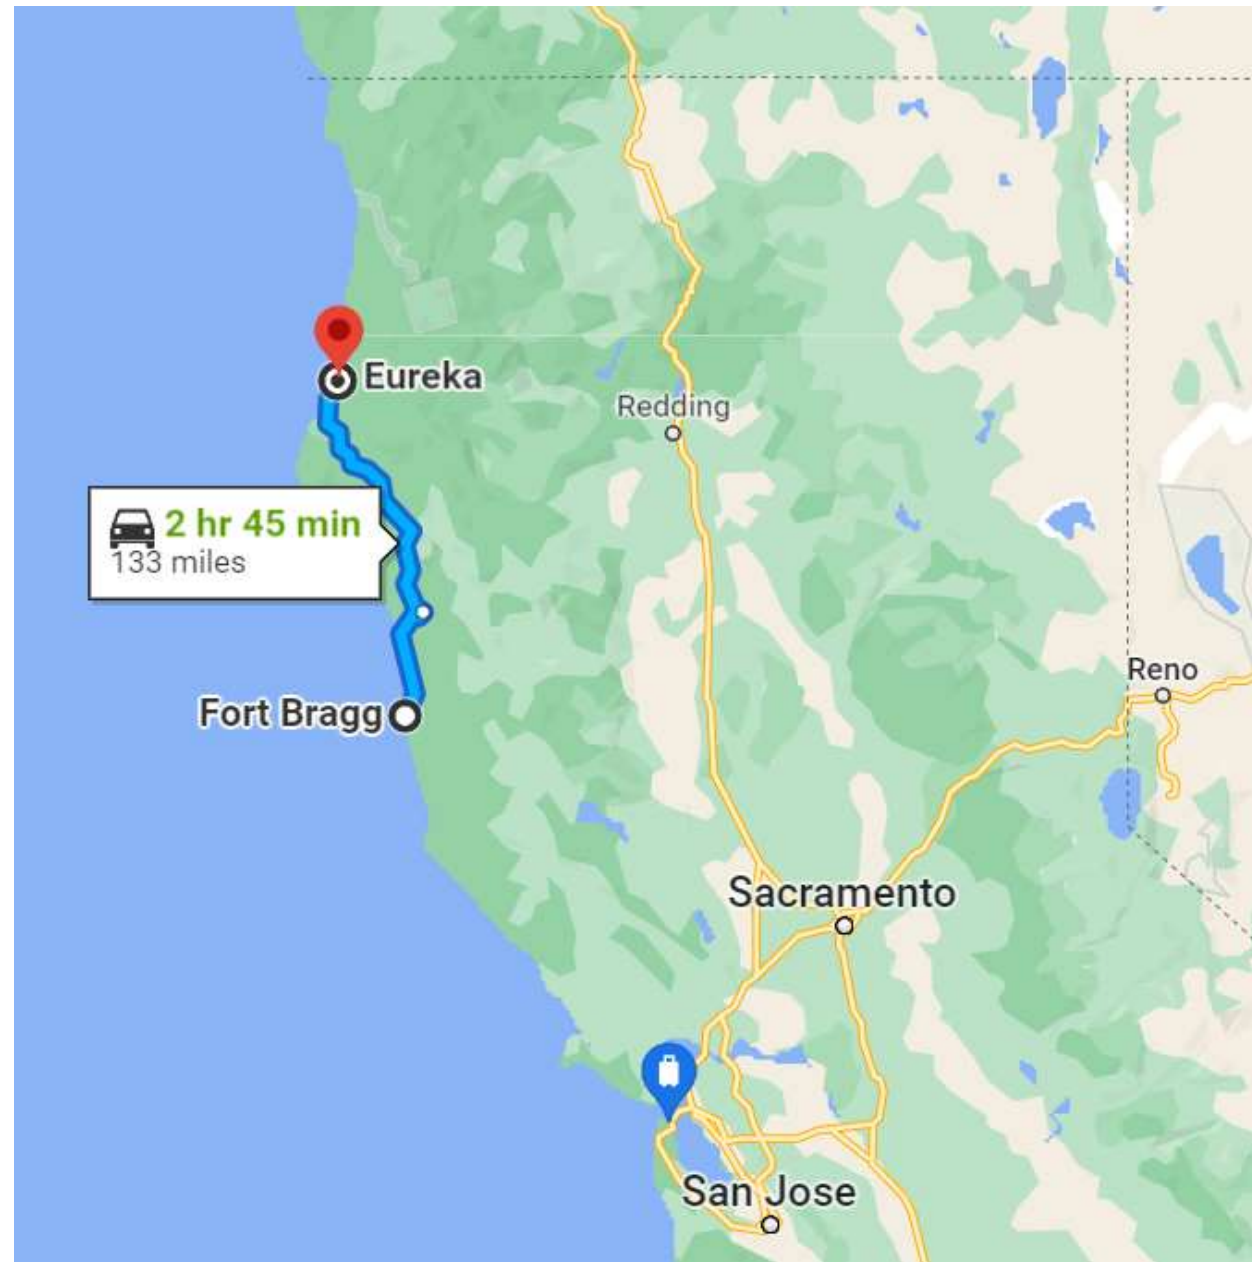 Eureka
Redding
2 hr 45 min
133 miles
Reno
Fort Bragg
Sacramento
San Jose